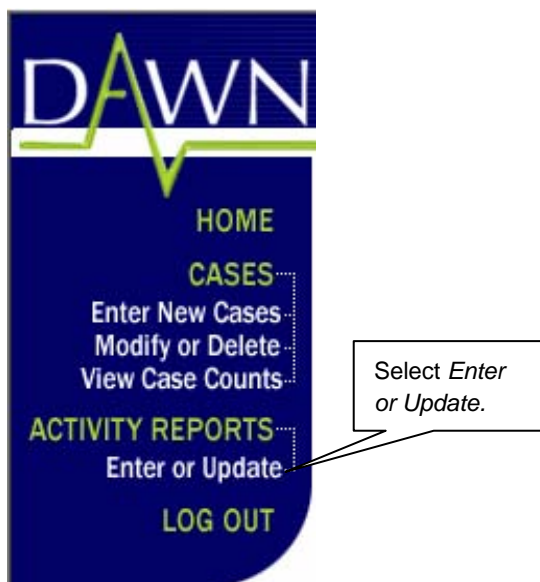 DAWN
HOME
CASES
Enter New Cases
Modify or Delete
View Case Counts
ACTIVITY REPORTS
Enter or Update
LOG OUT
Select Enter
or Update.